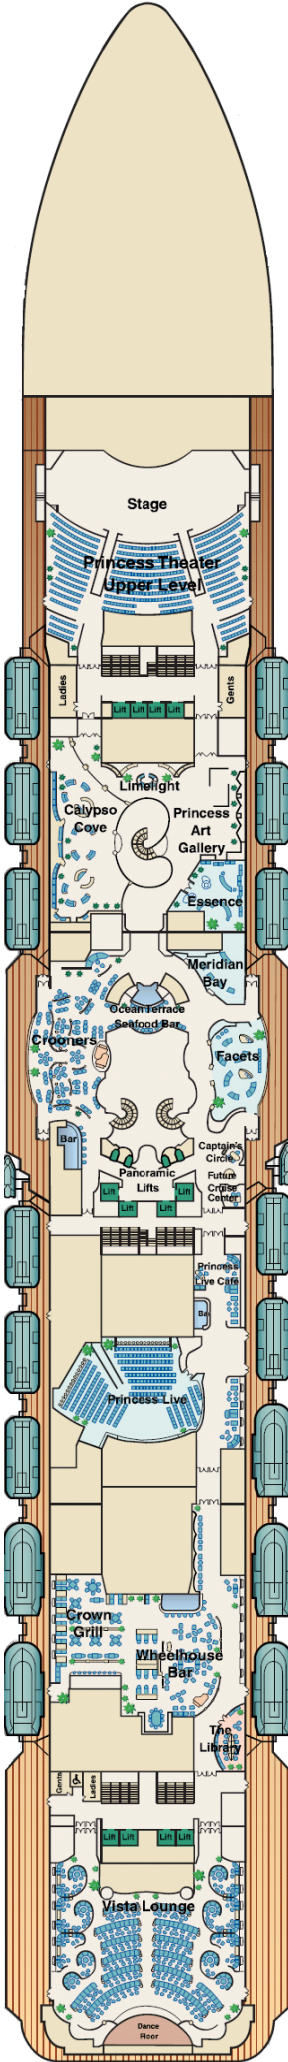 Stage
Princess Theater
Upper Level
Ladies
Gents
Lift Lift Lift Lift
Limelight
Calypso
Cove
Princess
Art
Gallery
Essence
Meridian
Bay
Ocean Terrace
Seafood Bar
Crooners
Facets
Bar
Captain's
Circle
Panoramic
Lifts
Future
Cruise
Center
Lift Lift
Lift Lift
Princess
Live Cafe
Bar
Princess Live
Crown
Grill
Wheelhouse
Bar
The
Library
Gents
Ladies
Lift Lift Lift Lift
Vista Lounge
Dance
Floor